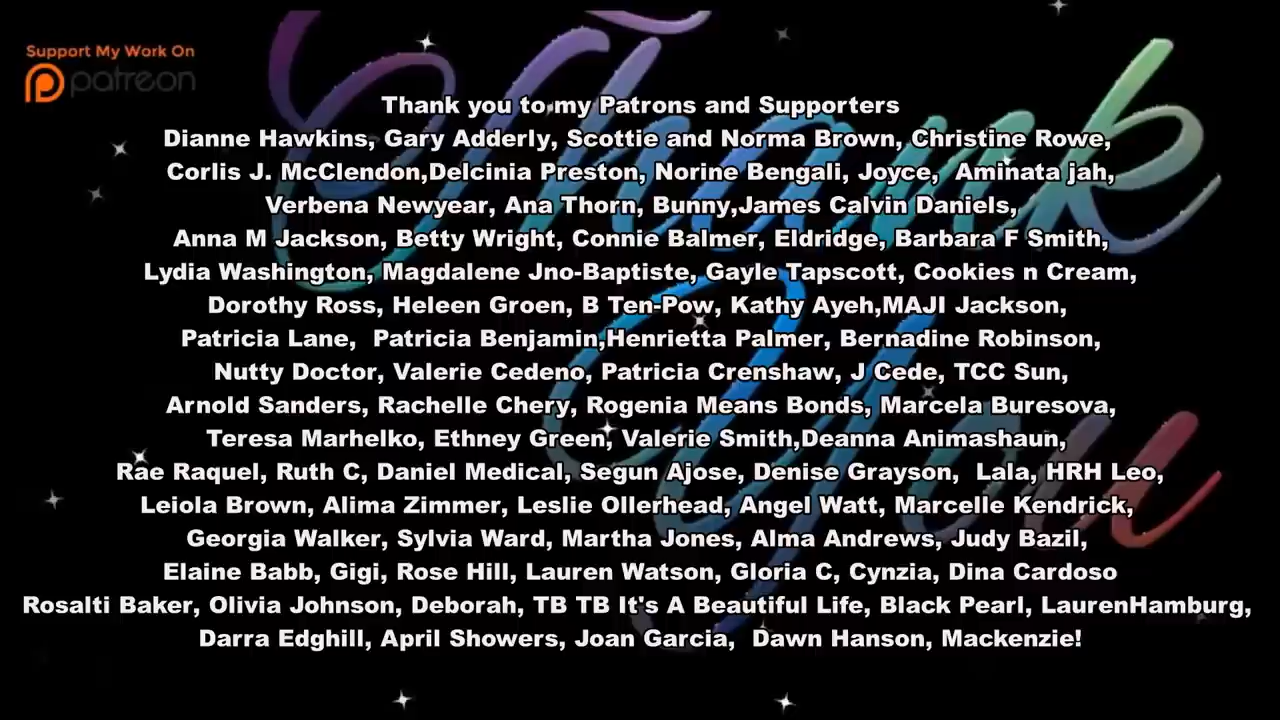 Support My Work On
patreon
Thank You
Thank you to my Patrons and Supporters
Dianne Hawkins, Gary Adderly, Scottie and Norma Brown, Christine Rowe,
Corlis J. McClendon,Delcinia Preston, Norine Bengali, Joyce,  Aminata jah,
Verbena Newyear, Ana Thorn, Bunny,James Calvin Daniels,
Anna M Jackson, Betty Wright, Connie Balmer, Eldridge, Barbara F Smith,
Lydia Washington, Magdalene Jno-Baptiste, Gayle Tapscott, Cookies n Cream,
Dorothy Ross, Heleen Groen, B Ten-Pow, Kathy Ayeh,MAJI Jackson,
Patricia Lane,  Patricia Benjamin,Henrietta Palmer, Bernadine Robinson,
Nutty Doctor, Valerie Cedeno, Patricia Crenshaw, J Cede, TCC Sun,
Arnold Sanders, Rachelle Chery, Rogenia Means Bonds, Marcela Buresova,
Teresa Marhelko, Ethney Green, Valerie Smith,Deanna Animashaun,
Rae Raquel, Ruth C, Daniel Medical, Segun Ajose, Denise Grayson,  Lala, HRH Leo,
Leiola Brown, Alima Zimmer, Leslie Ollerhead, Angel Watt, Marcelle Kendrick,
Georgia Walker, Sylvia Ward, Martha Jones, Alma Andrews, Judy Bazil,
Elaine Babb, Gigi, Rose Hill, Lauren Watson, Gloria C, Cynzia, Dina Cardoso
Rosalti Baker, Olivia Johnson, Deborah, TB TB It's A Beautiful Life, Black Pearl, LaurenHamburg,
Darra Edghill, April Showers, Joan Garcia,  Dawn Hanson, Mackenzie!